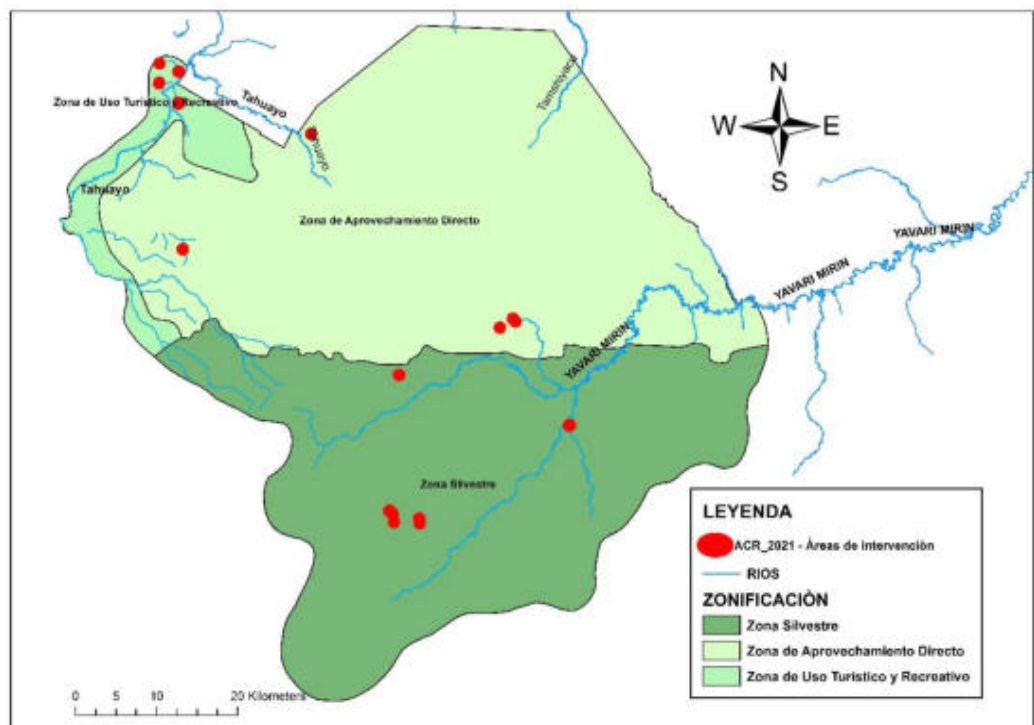 Tamshiyacu
N
W E
S
Zona de Uso Turístico y Recreativo
Tahuayo
Tahuayo
Tahuayo
Zona de Aprovechamiento Directo
YAVARI MIRIN
YAVARI MIRIN
YAVARI MIRIN
Zona Silvestre
LEYENDA
ACR_2021 - Àreas de intervención
RIOS
ZONIFICACIÒN
Zona Silvestre
Zona de Aprovechamiento Directo
Zona de Uso Turístico y Recreativo
0 5 10 20 Kilometers